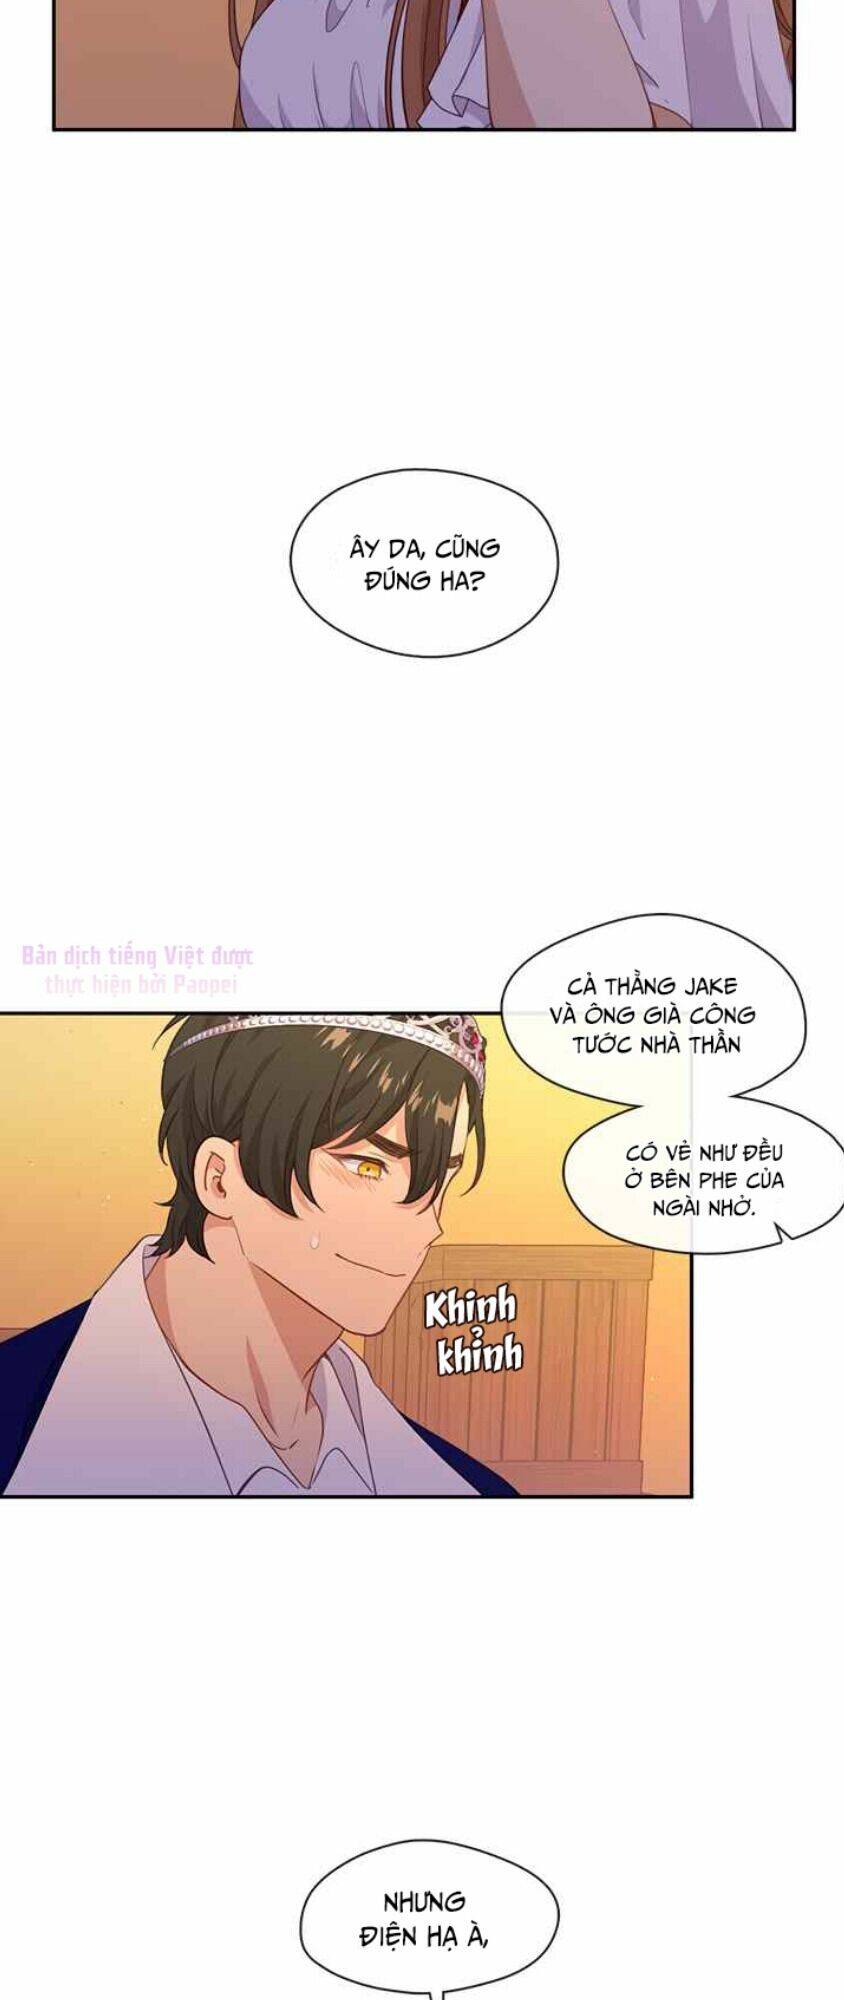 ÂY DA, CŨNG
ĐÚNG HA?
Bản dịch tiếng Việt được
thực hiện bởi Paopei
CẢ THẰNG JAKE
VÀ ÔNG GIÀ CÔNG
TƯỚC NHÀ THẦN
CÓ VẺ NHƯ ĐỀU
Ở BÊN PHE CỦA
NGÀI NHỞ.
Khinh
khỉnh
NHƯNG
ĐIỆN HẠ À,